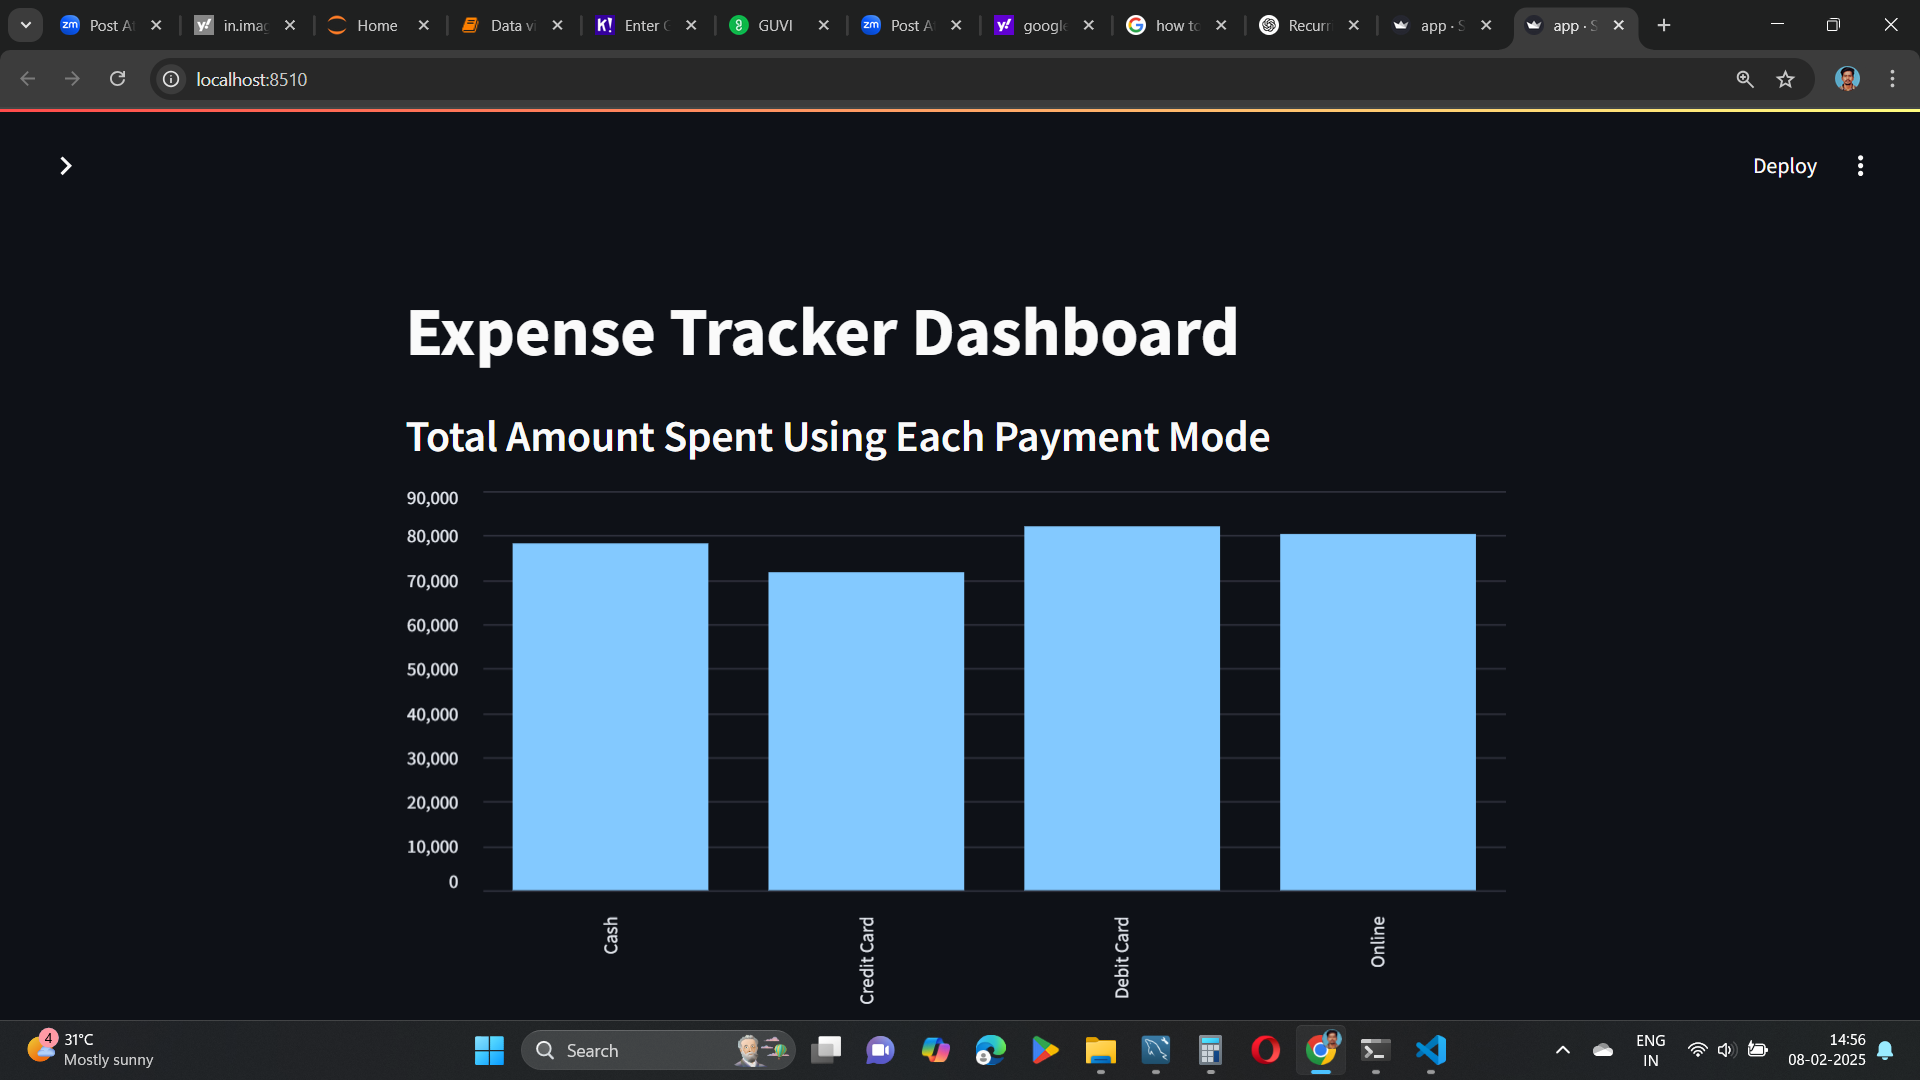 Post A
in.imag
Home
Data vi
Enter G
GUVI
Post A
google
how to
Recurr
app · S
app · S
localhost:8510
Deploy
Expense Tracker Dashboard
Total Amount Spent Using Each Payment Mode
90,000
80,000
70,000
60,000
50,000
40,000
30,000
20,000
10,000
0
Cash
Credit Card
Debit Card
Online
4
31°C
Mostly sunny
Search
ENG
IN
14:56
08-02-2025